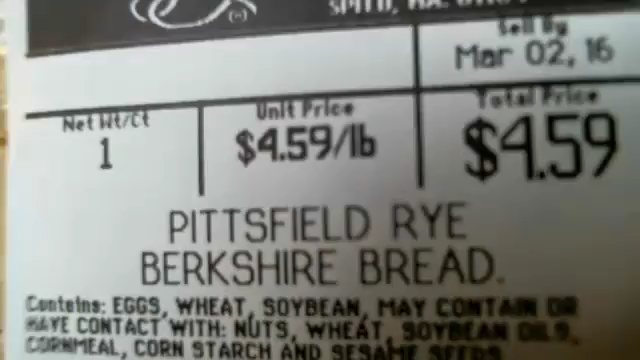 Sell By
Mar 02, 16
Net Wt/Ct
Unit Price
Total Price
1
$4.59/lb
$4.59
PITTSFIELD RYE
BERKSHIRE BREAD.
Contains: EGGS, WHEAT, SOYBEAN, MAY CONTAIN OR
HAVE CONTACT WITH: NUTS, WHEAT, SOYBEAN OILS,
CORNMEAL, CORN STARCH AND SESAME SEEDS